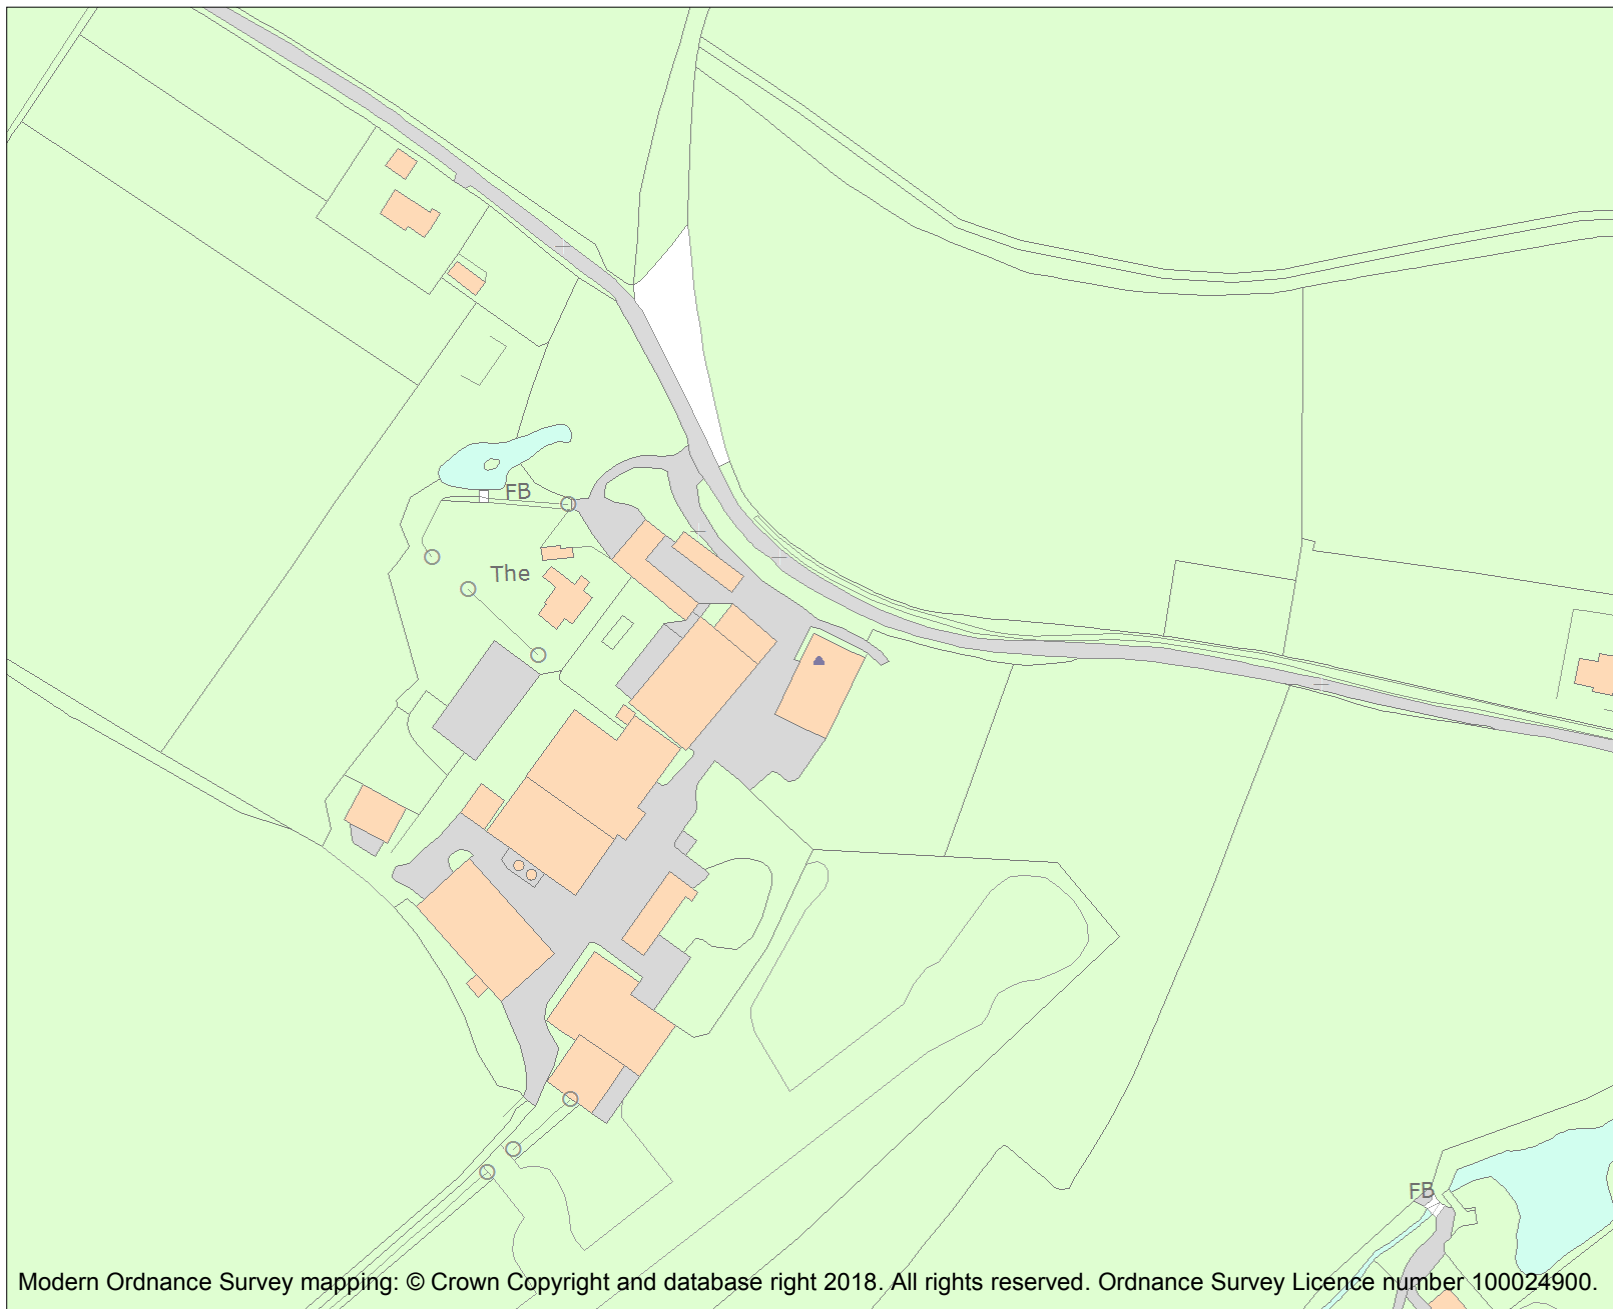 FB
The
FB
Modern Ordnance Survey mapping: © Crown Copyright and database right 2018. All rights reserved. Ordnance Survey Licence number 100024900.